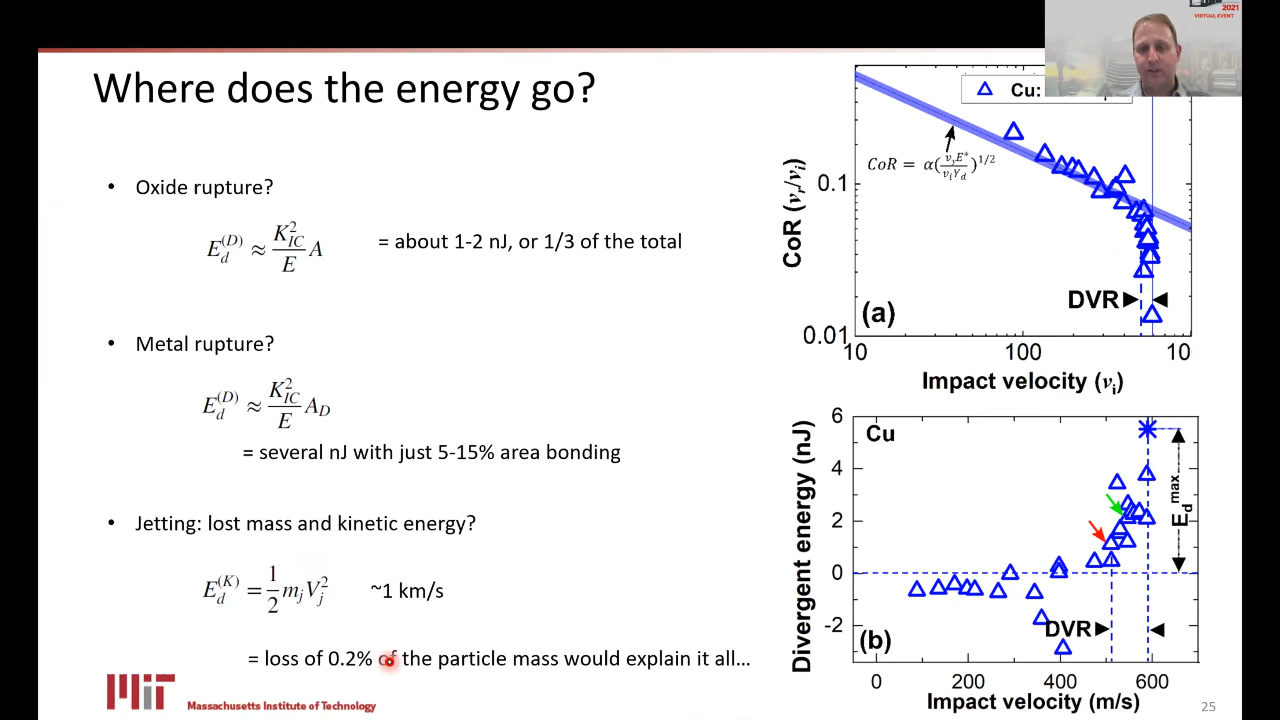 2021
VIRTUAL EVENT
Where does the energy go?
• Oxide rupture?
E_d^(D) ≈ K_IC^2 / E A
= about 1-2 nJ, or 1/3 of the total
• Metal rupture?
E_d^(D) ≈ K_IC^2 / E A_D
= several nJ with just 5-15% area bonding
• Jetting: lost mass and kinetic energy?
E_d^(K) = 1/2 m_j V_j^2
~1 km/s
= loss of 0.2% of the particle mass would explain it all...
MIT
Massachusetts Institute of Technology
Cu:
CoR = α(v_y E* / v_i Y_d)^1/2
CoR (v_r/v_i)
0.1
0.01
DVR
(a)
10
100
10
Impact velocity (v_i)
Cu
E_d^max
Divergent energy (nJ)
6
4
2
0
-2
DVR
(b)
0
200
400
600
Impact velocity (m/s)
25